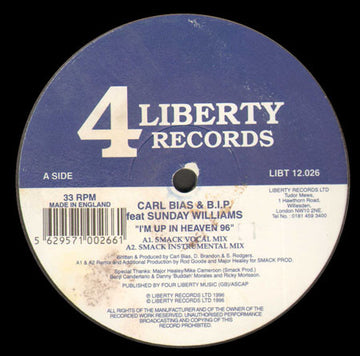 4 LIBERTY
RECORDS
A SIDE
LIBT 12.026
33 RPM
MADE IN ENGLAND
5 629571 002661
LIBERTY RECORDS LTD
Tudor Mews,
1 Hawthorn Road,
Willesden,
London NW10 2NE.
Tel No: 0181 459 3400
CARL BIAS & B.I.P.
feat SUNDAY WILLIAMS
"I'M UP IN HEAVEN 96"
A1. SMACK VOCAL MIX
A2. SMACK INSTRUMENTAL MIX
Written & Produced by Carl Bias, D. Brandon & S. Rodgers.
A1 & A2 Remix and Additional Production by Rod Goode and Major Healey for SMACK PROD.
Special Thanks: Major Healey/Mike Cameron (Smack Prod.)
Benji Candelario & Denny 'Buddah' Morales and Ricky Morrisson.
PUBLISHED BY FOUR LIBERTY MUSIC (GB)/ASCAP
℗ LIBERTY RECORDS LTD 1996
© LIBERTY RECORDS LTD 1996
ALL RIGHTS OF THE MANUFACTURER AND OF THE OWNER OF THE
RECORDED WORK RESERVED. UNAUTHORISED PERFORMANCE
BROADCASTING AND COPYING OF THIS
RECORD PROHIBITED.